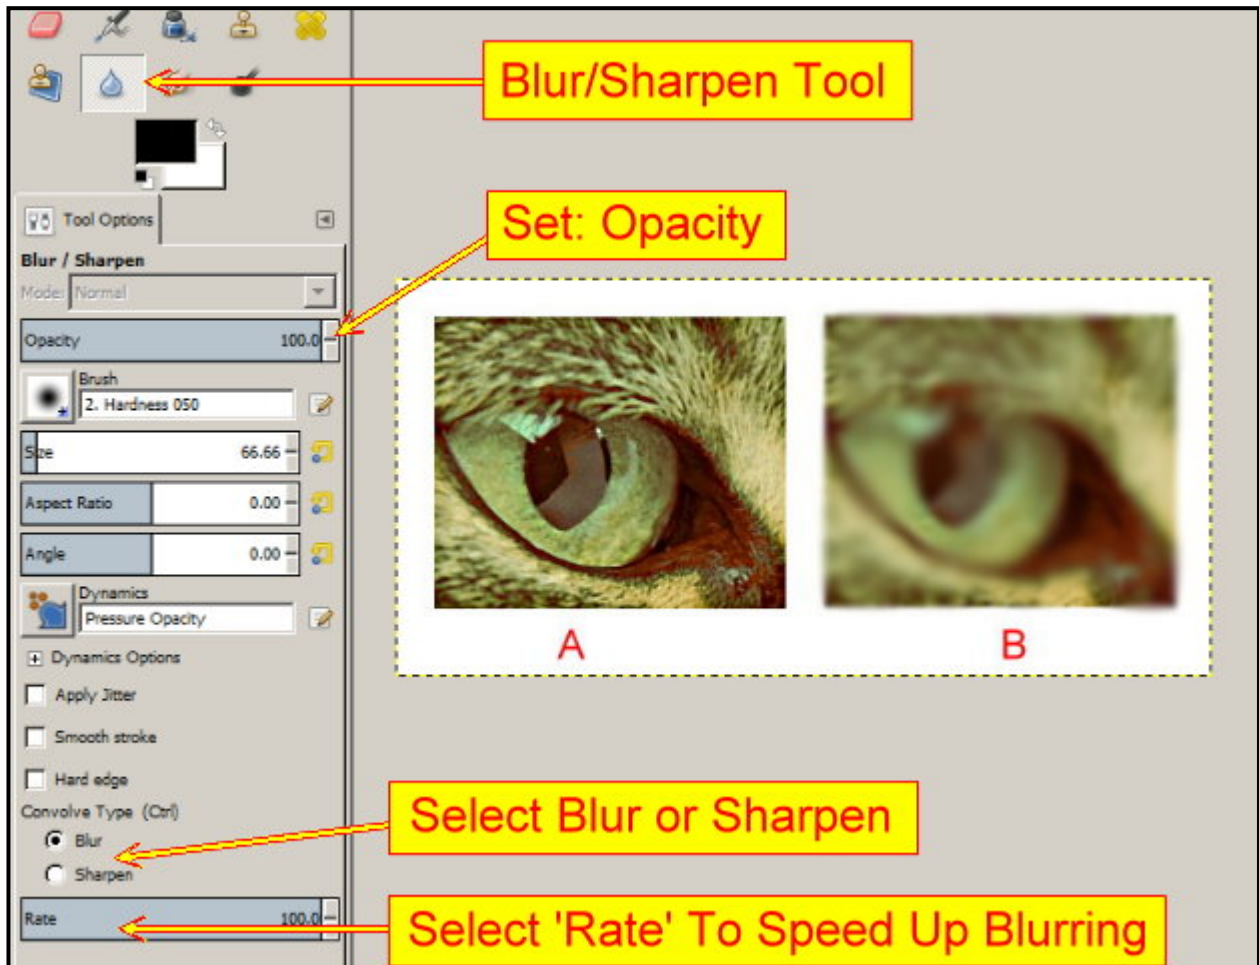 Blur/Sharpen Tool
Tool Options
Set: Opacity
Blur / Sharpen
Mode: Normal
Opacity 100.0
Brush
2. Hardness 050
Size 66.66
Aspect Ratio 0.00
Angle 0.00
Dynamics
Pressure Opacity
A B
Dynamics Options
Apply Jitter
Smooth stroke
Hard edge
Convolve Type (Ctrl)
Select Blur or Sharpen
Blur
Sharpen
Rate 100.0
Select 'Rate' To Speed Up Blurring